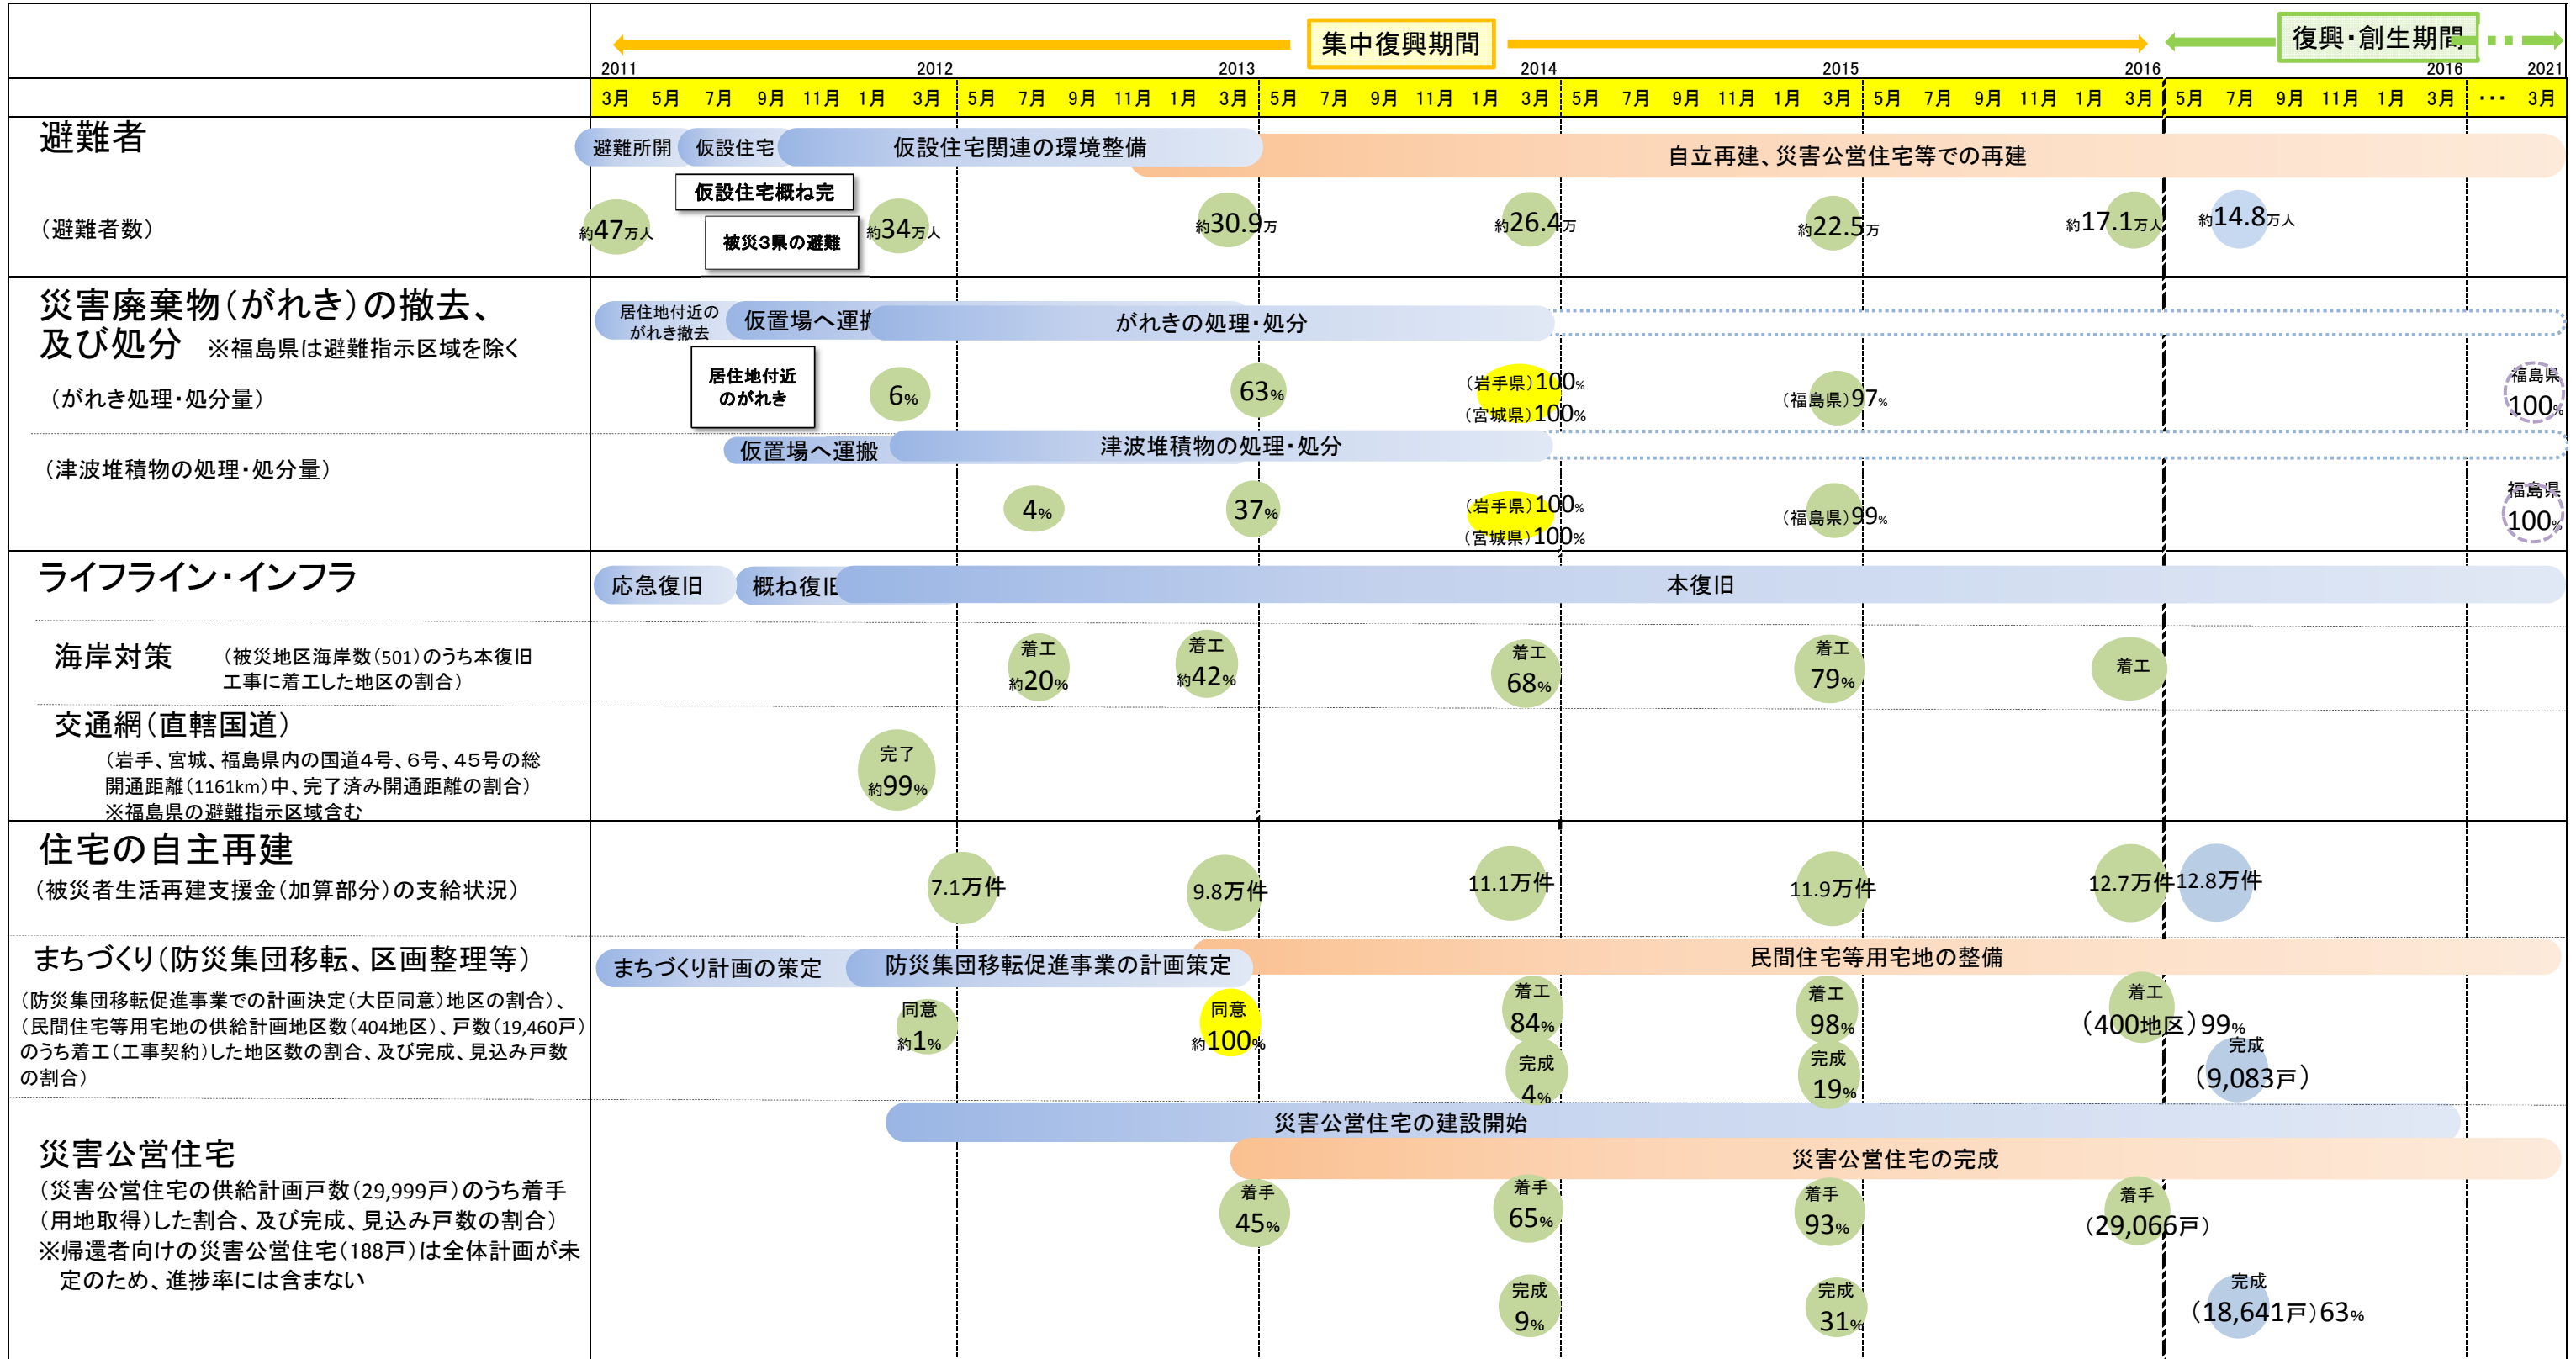 集中復興期間
復興・創生期間
2011 2012 2013 2014 2015 2016 2016 2021
3月 5月 7月 9月 11月 1月 3月 5月 7月 9月 11月 1月 3月 5月 7月 9月 11月 1月 3月 5月 7月 9月 11月 1月 3月 5月 7月 9月 11月 1月 3月 5月 7月 9月 11月 1月 3月 ・・・ 3月
避難者
避難所開 仮設住宅 仮設住宅関連の環境整備
自立再建、災害公営住宅等での再建
仮設住宅概ね完
被災3県の避難
(避難者数)
約47万人 約34万人 約30.9万 約26.4万 約22.5万 約17.1万人 約14.8万人
災害廃棄物(がれき)の撤去、
及び処分 ※福島県は避難指示区域を除く
居住地付近の
がれき撤去
仮置場へ運搬
がれきの処理・処分
居住地付近
のがれき
(がれき処理・処分量)
6% 63%
(岩手県)100%
(宮城県)100%
(福島県)97%
福島県
100%
仮置場へ運搬 津波堆積物の処理・処分
(津波堆積物の処理・処分量)
4% 37%
(岩手県)100%
(宮城県)100%
(福島県)99%
福島県
100%
ライフライン・インフラ
応急復旧 概ね復旧 本復旧
海岸対策
(被災地区海岸数(501)のうち本復旧
工事に着工した地区の割合)
着工
約20%
着工
約42%
着工
68%
着工
79%
着工
交通網(直轄国道)
(岩手、宮城、福島県内の国道4号、6号、45号の総
開通距離(1161km)中、完了済み開通距離の割合)
※福島県の避難指示区域含む
完了
約99%
住宅の自主再建
(被災者生活再建支援金(加算部分)の支給状況)
7.1万件 9.8万件 11.1万件 11.9万件 12.7万件 12.8万件
まちづくり(防災集団移転、区画整理等)
まちづくり計画の策定 防災集団移転促進事業の計画策定 民間住宅等用宅地の整備
(防災集団移転促進事業での計画決定(大臣同意)地区の割合)、
(民間住宅等用宅地の供給計画地区数(404地区)、戸数(19,460戸)
のうち着工(工事契約)した地区数の割合、及び完成、見込み戸数
の割合)
同意
約1%
同意
約100%
着工
84%
完成
4%
着工
98%
完成
19%
着工
(400地区)99%
完成
(9,083戸)
災害公営住宅の建設開始
災害公営住宅の完成
災害公営住宅
(災害公営住宅の供給計画戸数(29,999戸)のうち着手
(用地取得)した割合、及び完成、見込み戸数の割合)
※帰還者向けの災害公営住宅(188戸)は全体計画が未
定のため、進捗率には含まない
着手
45%
着手
65%
着手
93%
着手
(29,066戸)
完成
9%
完成
31%
完成
(18,641戸)63%